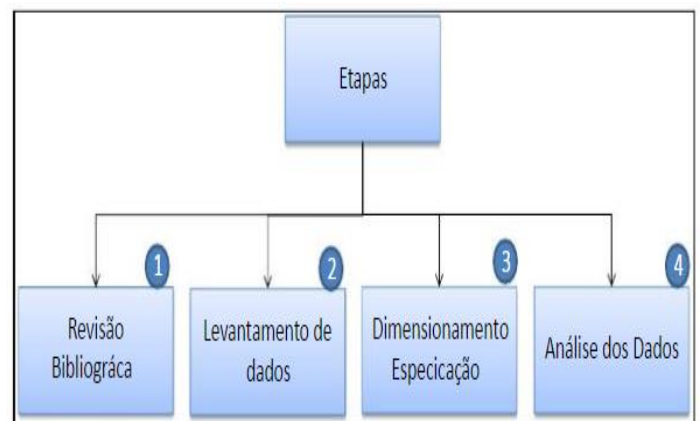 Etapas
1
Revisão
Bibliográca
2
Levantamento de
dados
3
Dimensionamento
Especicação
4
Análise dos Dados